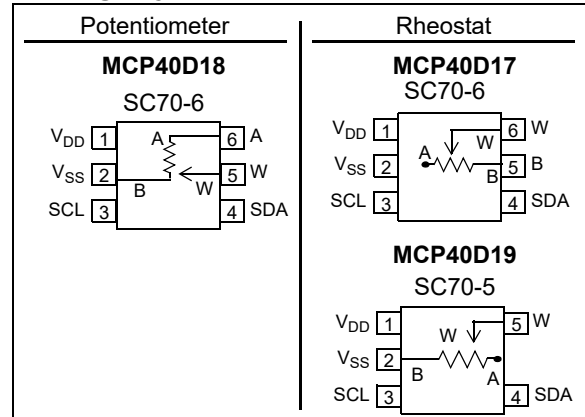 Potentiometer
Rheostat
MCP40D18
SC70-6
VDD 1
VSS 2
SCL 3
6 A
5 W
4 SDA
A
B
W
MCP40D17
SC70-6
VDD 1
VSS 2
SCL 3
6 W
5 B
4 SDA
A
W
B
MCP40D19
SC70-5
VDD 1
VSS 2
SCL 3
5 W
4 SDA
W
B
A